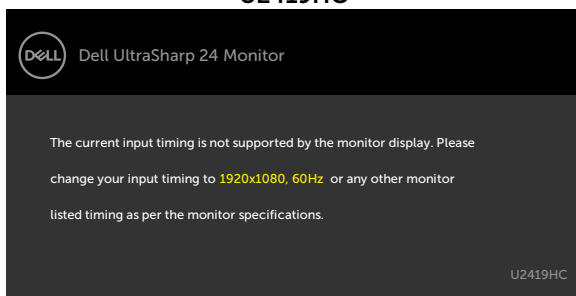 U2419HC
DELL
Dell UltraSharp 24 Monitor
The current input timing is not supported by the monitor display. Please
change your input timing to 1920x1080, 60Hz or any other monitor
listed timing as per the monitor specifications.
U2419HC